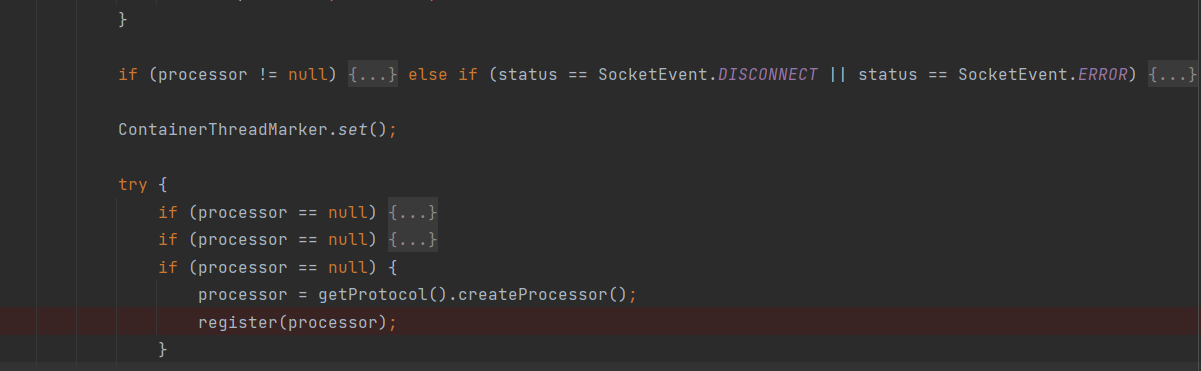 }
if (processor != null) {...} else if (status == SocketEvent.DISCONNECT || status == SocketEvent.ERROR) {...}
ContainerThreadMarker.set();
try {
if (processor == null) {...}
if (processor == null) {...}
if (processor == null) {
processor = getProtocol().createProcessor();
register(processor);
}